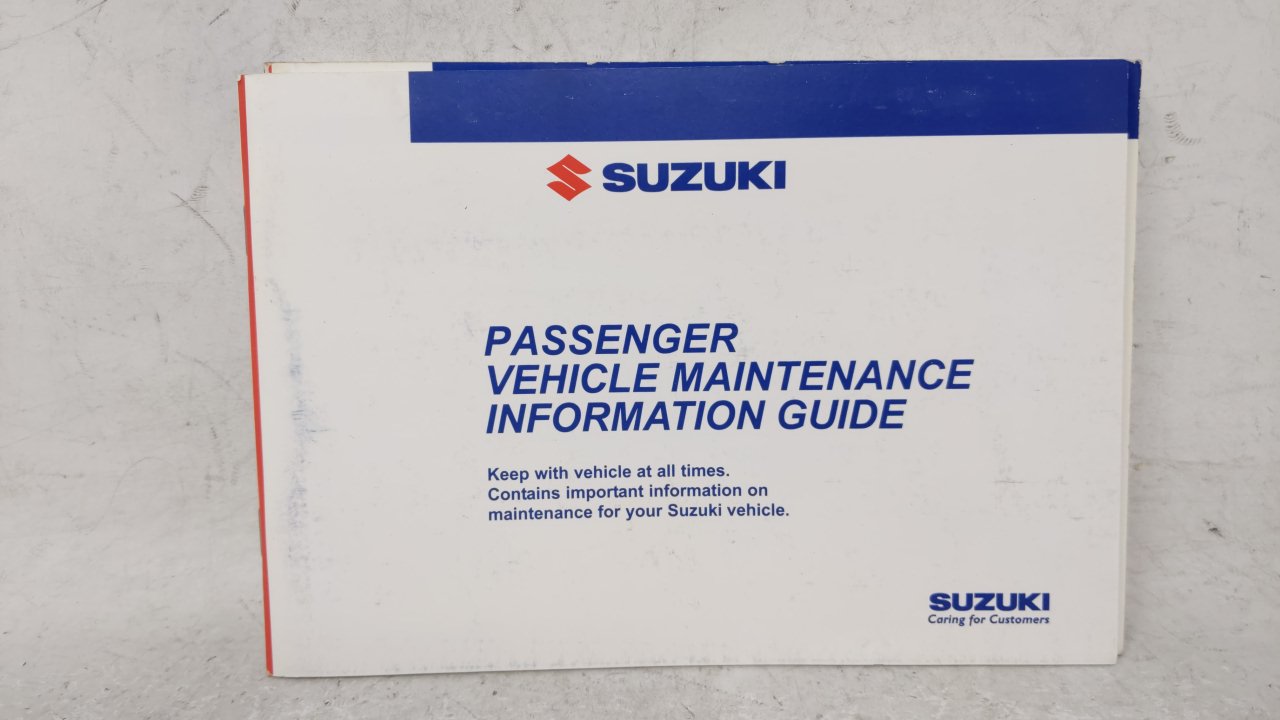 SUZUKI
PASSENGER
VEHICLE MAINTENANCE
INFORMATION GUIDE
Keep with vehicle at all times.
Contains important information on
maintenance for your Suzuki vehicle.
SUZUKI
Caring for Customers